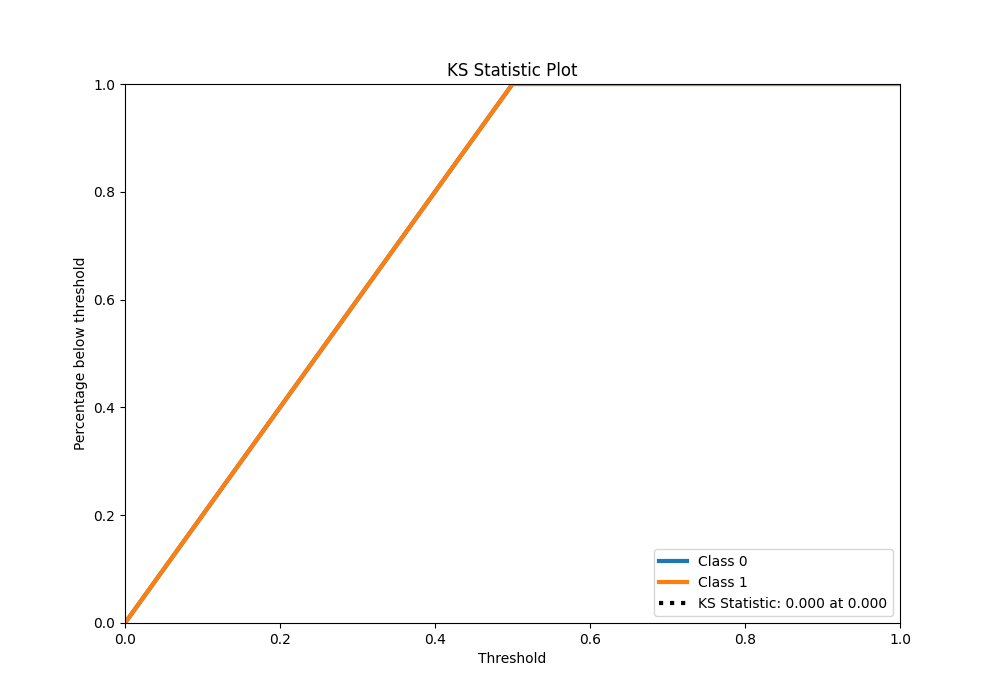 KS Statistic Plot
1.0
0.8
0.6
0.4
0.2
0.0
Percentage below threshold
0.0 0.2 0.4 0.6 0.8 1.0
Threshold
Class 0
Class 1
KS Statistic: 0.000 at 0.000